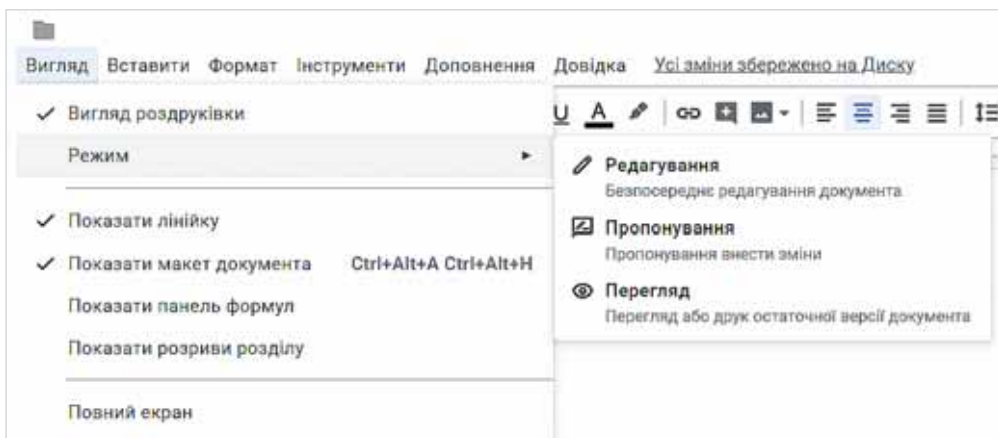 Вигляд Вставити Формат Інструменти Доповнення Довідка Усі зміни збережено на Диску
Вигляд роздруківки
Режим
Показати лінійку
Показати макет документа Ctrl+Alt+A Ctrl+Alt+H
Показати панель формул
Показати розриви розділу
Повний екран
U A
Редагування
Безпосереднє редагування документа
Пропонування
Пропонування внести зміни
Перегляд
Перегляд або друк остаточної версії документа